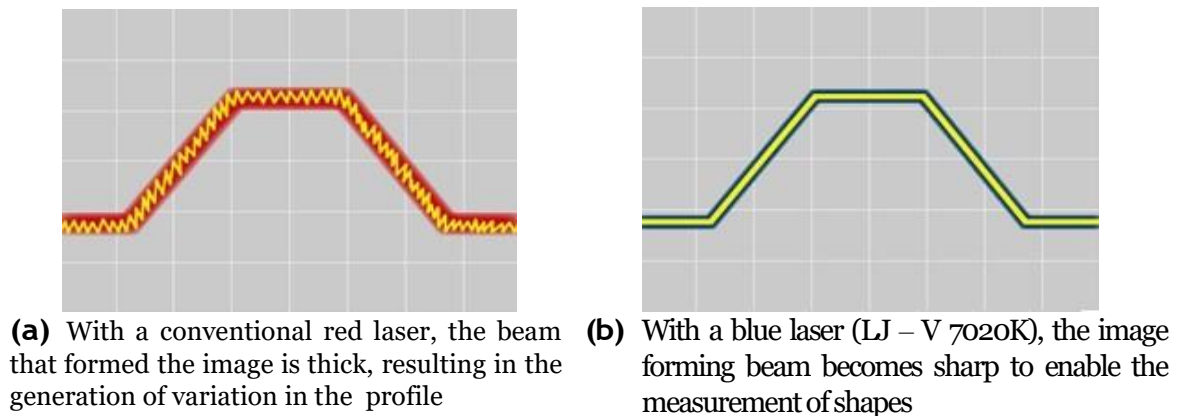 (a) With a conventional red laser, the beam
that formed the image is thick, resulting in the
generation of variation in the profile
(b) With a blue laser (LJ – V 7020K), the image
forming beam becomes sharp to enable the
measurement of shapes